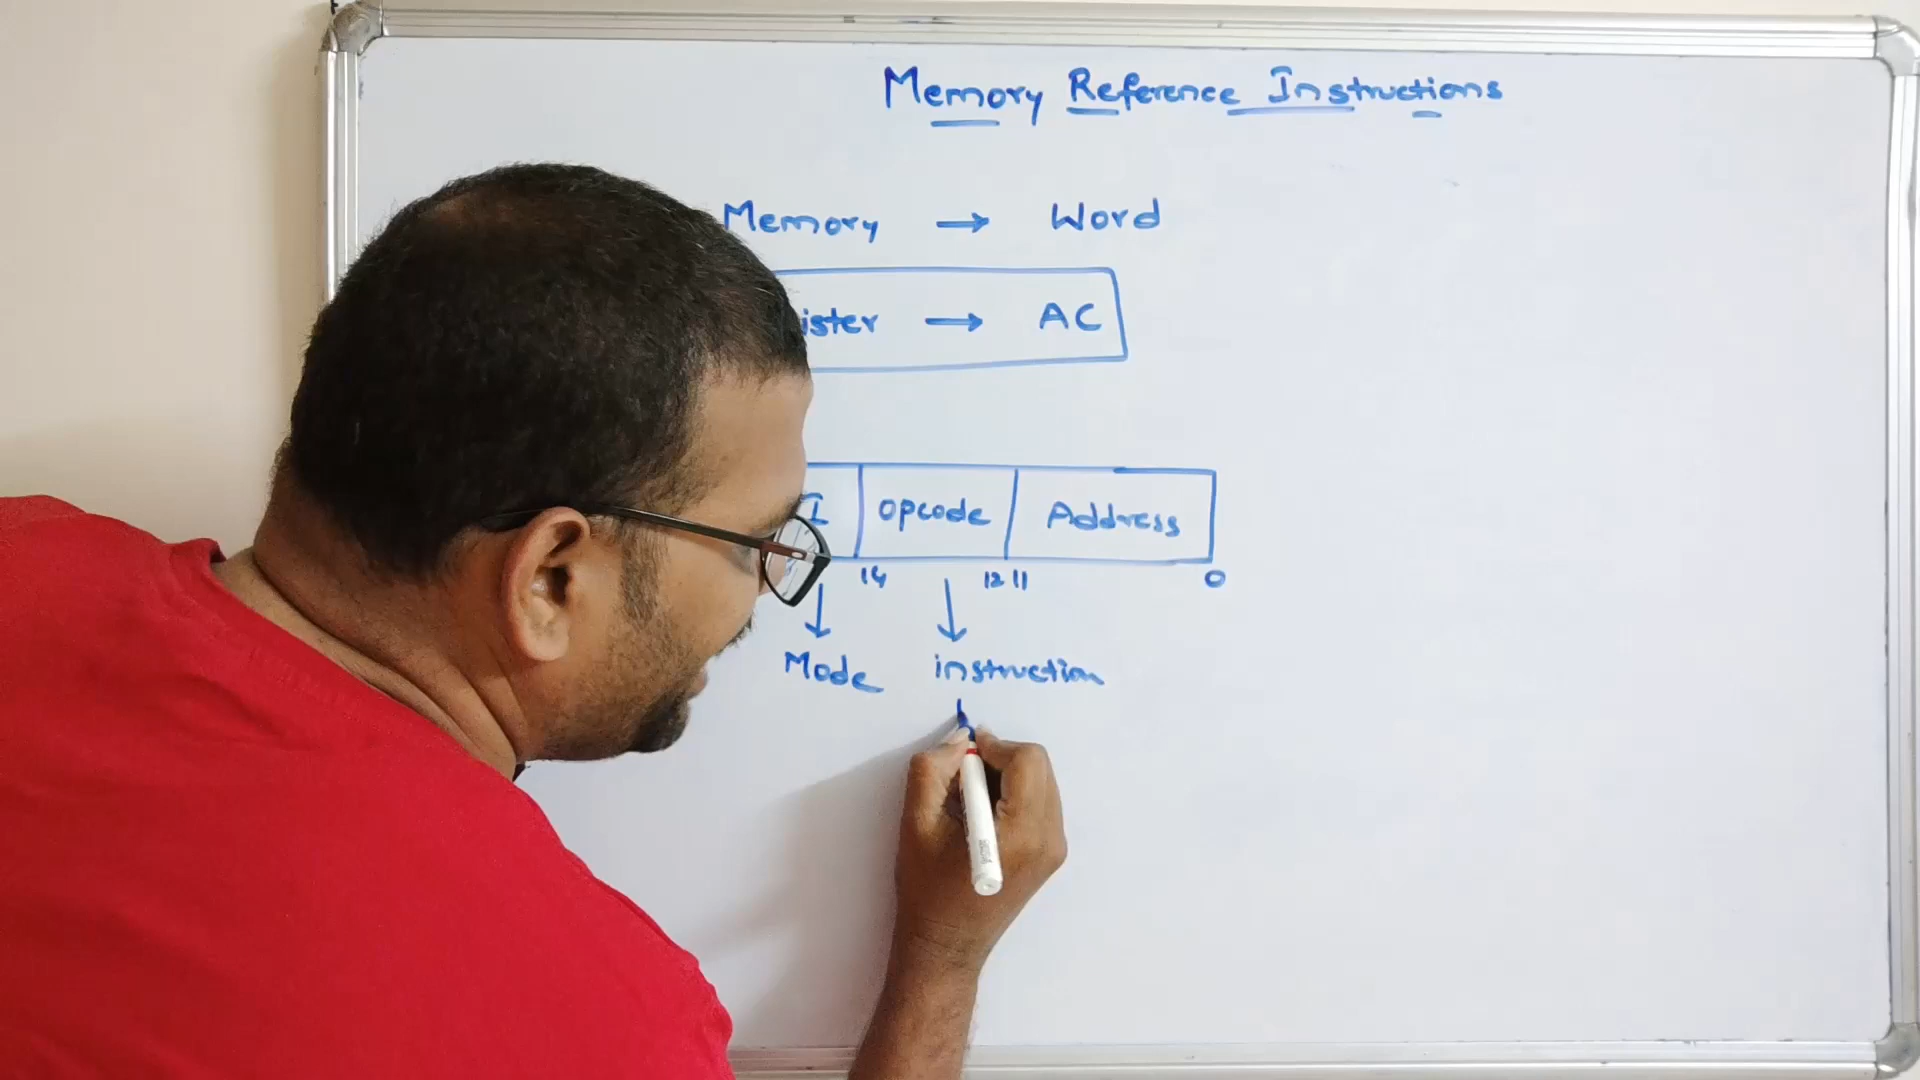 Memory Reference Instructions
Memory → Word
ister → AC
I opcode Address
14 12 11 0
Mode instruction